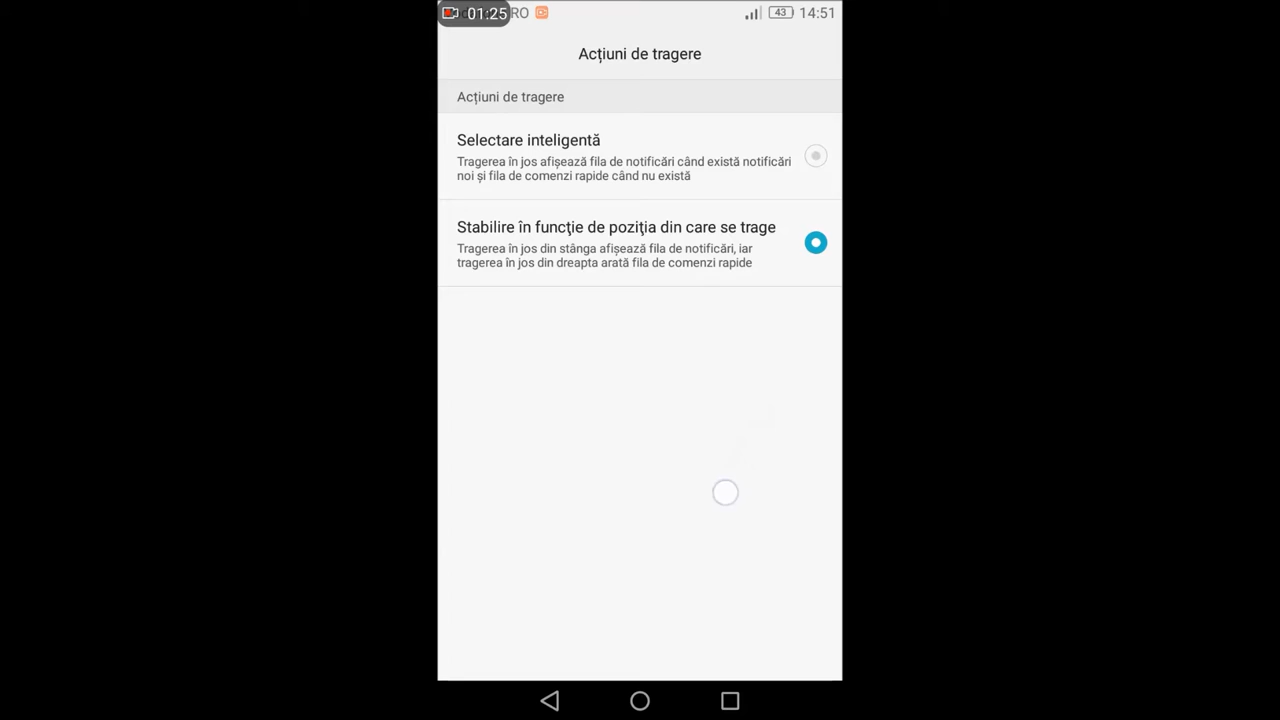 01:25 RO 43 14:51
Acțiuni de tragere
Acțiuni de tragere
Selectare inteligentă
Tragerea în jos afișează fila de notificări când există notificări
noi și fila de comenzi rapide când nu există
Stabilire în funcţie de poziţia din care se trage
Tragerea în jos din stânga afișează fila de notificări, iar
tragerea în jos din dreapta arată fila de comenzi rapide